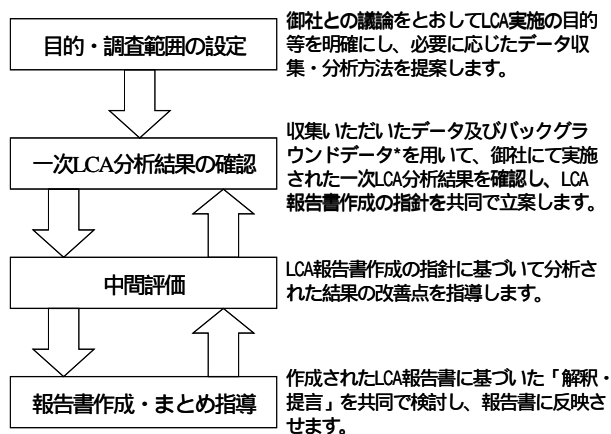 目的・調査範囲の設定
御社との議論をとおしてLCA実施の目的
等を明確にし、必要に応じたデータ収
集・分析方法を提案します。
一次LCA分析結果の確認
収集いただいたデータ及びバックグラ
ウンドデータ*を用いて、御社にて実施
された一次LCA分析結果を確認し、LCA
報告書作成の指針を共同で立案します。
中間評価
LCA報告書作成の指針に基づいて分析さ
れた結果の改善点を指導します。
報告書作成・まとめ指導
作成されたLCA報告書に基づいた「解釈・
提言」を共同で検討し、報告書に反映さ
せます。